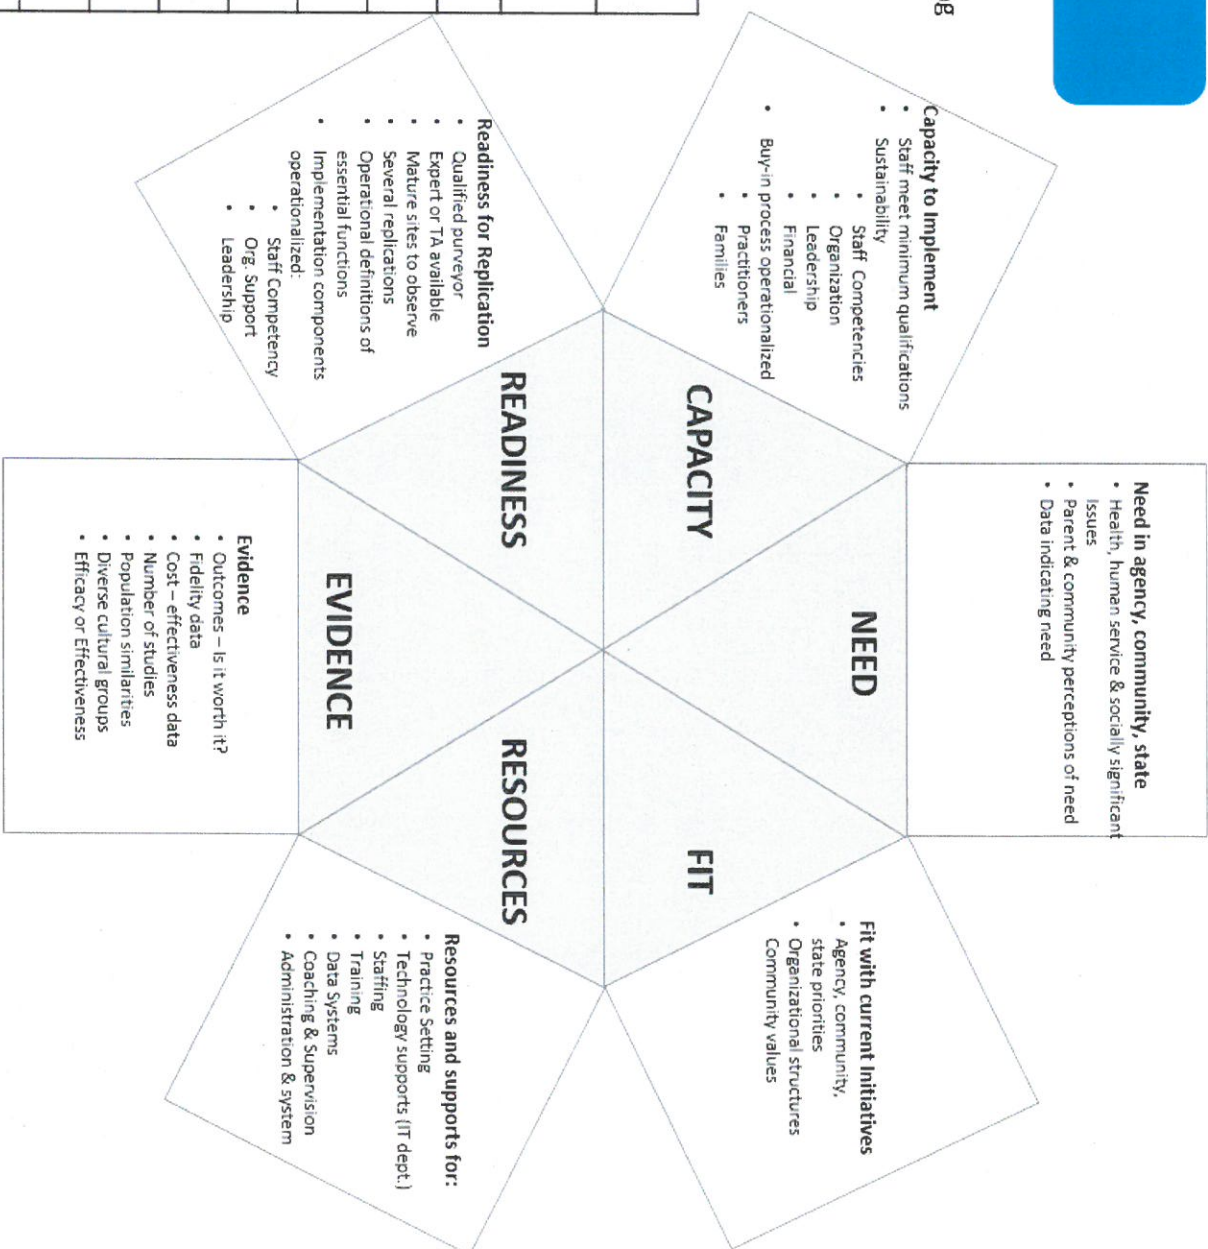 g
Need in agency, community, state
• Health, human service & socially significant
Issues
• Parent & community perceptions of need
• Data indicating need
NEED
Fit with current Initiatives
• Agency, community,
state priorities
• Organizational structures
Community values
FIT
Resources and supports for:
• Practice Setting
• Technology supports (IT dept.)
• Staffing
• Training
• Data Systems
• Coaching & Supervision
• Administration & system
RESOURCES
Evidence
• Outcomes – Is it worth it?
• Fidelity data
• Cost – effectiveness data
• Number of studies
• Population similarities
• Diverse cultural groups
• Efficacy or Effectiveness
EVIDENCE
Readiness for Replication
• Qualified purveyor
• Expert or TA available
• Mature sites to observe
• Several replications
• Operational definitions of
essential functions
• Implementation components
operationalized:
• Staff Competency
• Org. Support
• Leadership
READINESS
Capacity to Implement
• Staff meet minimum qualifications
• Sustainability
• Staff Competencies
• Organization
• Leadership
• Financial
• Buy-in process operationalized
• Practitioners
• Families
CAPACITY